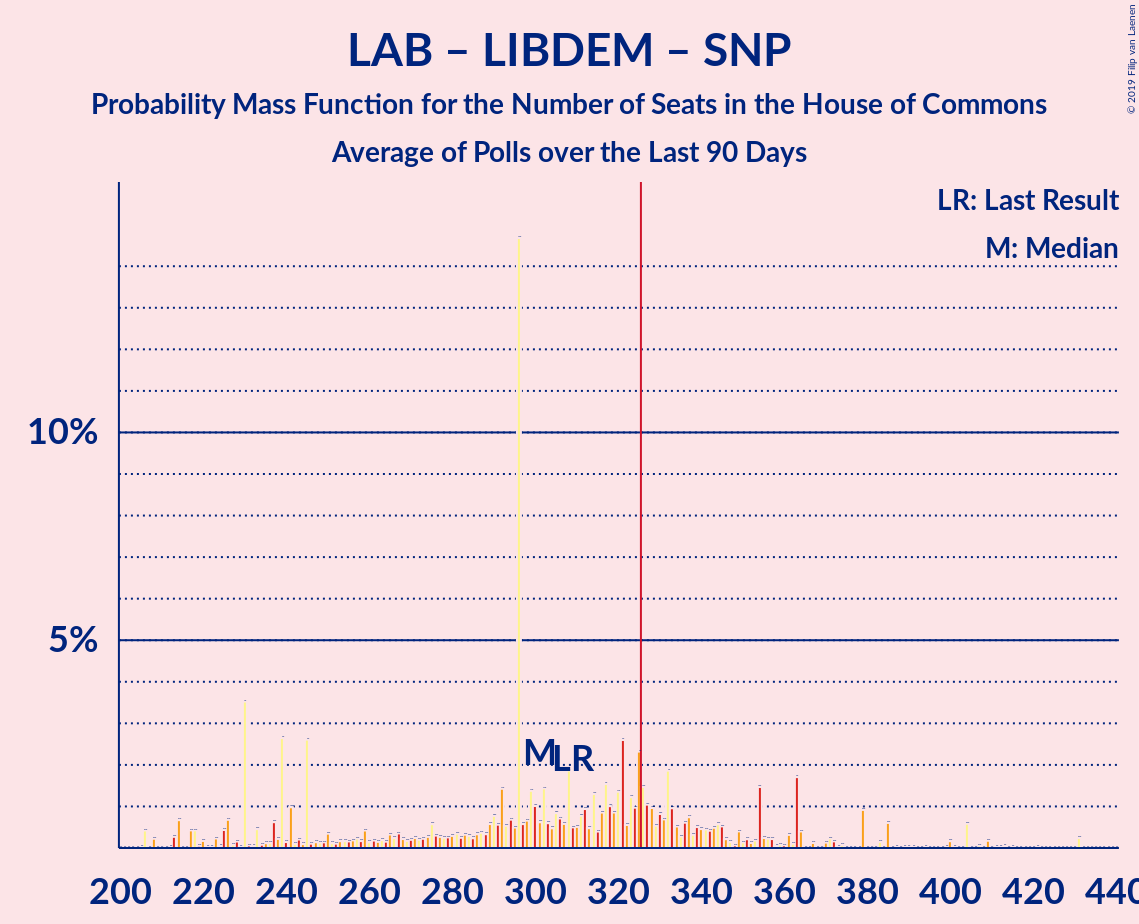 LAB – LIBDEM – SNP
Probability Mass Function for the Number of Seats in the House of Commons
Average of Polls over the Last 90 Days
© 2019 Filip van Laenen
LR: Last Result
M: Median
10%
5%
M
LR
200 220 240 260 280 300 320 340 360 380 400 420 440